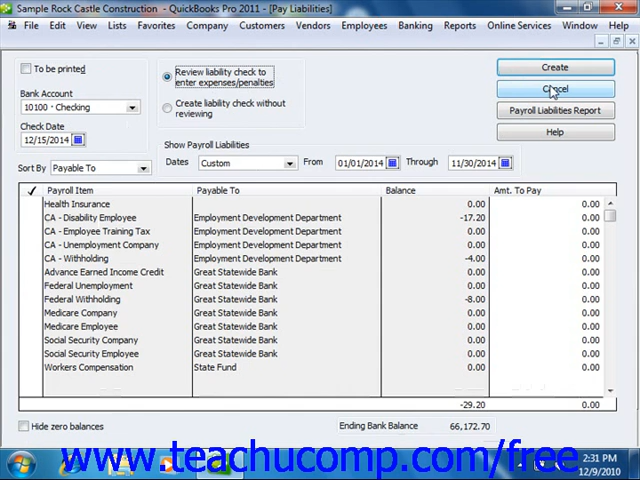 Sample Rock Castle Construction - QuickBooks Pro 2011 - [Pay Liabilities]
File Edit View Lists Favorites Company Customers Vendors Employees Banking Reports Online Services Window Help
To be printed
Bank Account
10100 · Checking
Check Date
12/15/2014
Review liability check to
enter expenses/penalties
Create liability check without
reviewing
Create
Cancel
Payroll Liabilities Report
Help
Show Payroll Liabilities
Sort By Payable To Dates Custom From 01/01/2014 Through 11/30/2014
Payroll Item Payable To Balance Amt. To Pay
Health Insurance 0.00 0.00
CA - Disability Employee Employment Development Department -17.20 0.00
CA - Employee Training Tax Employment Development Department 0.00 0.00
CA - Unemployment Company Employment Development Department 0.00 0.00
CA - Withholding Employment Development Department -4.00 0.00
Advance Earned Income Credit Great Statewide Bank 0.00 0.00
Federal Unemployment Great Statewide Bank 0.00 0.00
Federal Withholding Great Statewide Bank -8.00 0.00
Medicare Company Great Statewide Bank 0.00 0.00
Medicare Employee Great Statewide Bank 0.00 0.00
Social Security Company Great Statewide Bank 0.00 0.00
Social Security Employee Great Statewide Bank 0.00 0.00
Workers Compensation State Fund 0.00 0.00
-29.20 0.00
Hide zero balances Ending Bank Balance 66,172.70
www.teachucomp.com/free
2:31 PM
12/9/2010